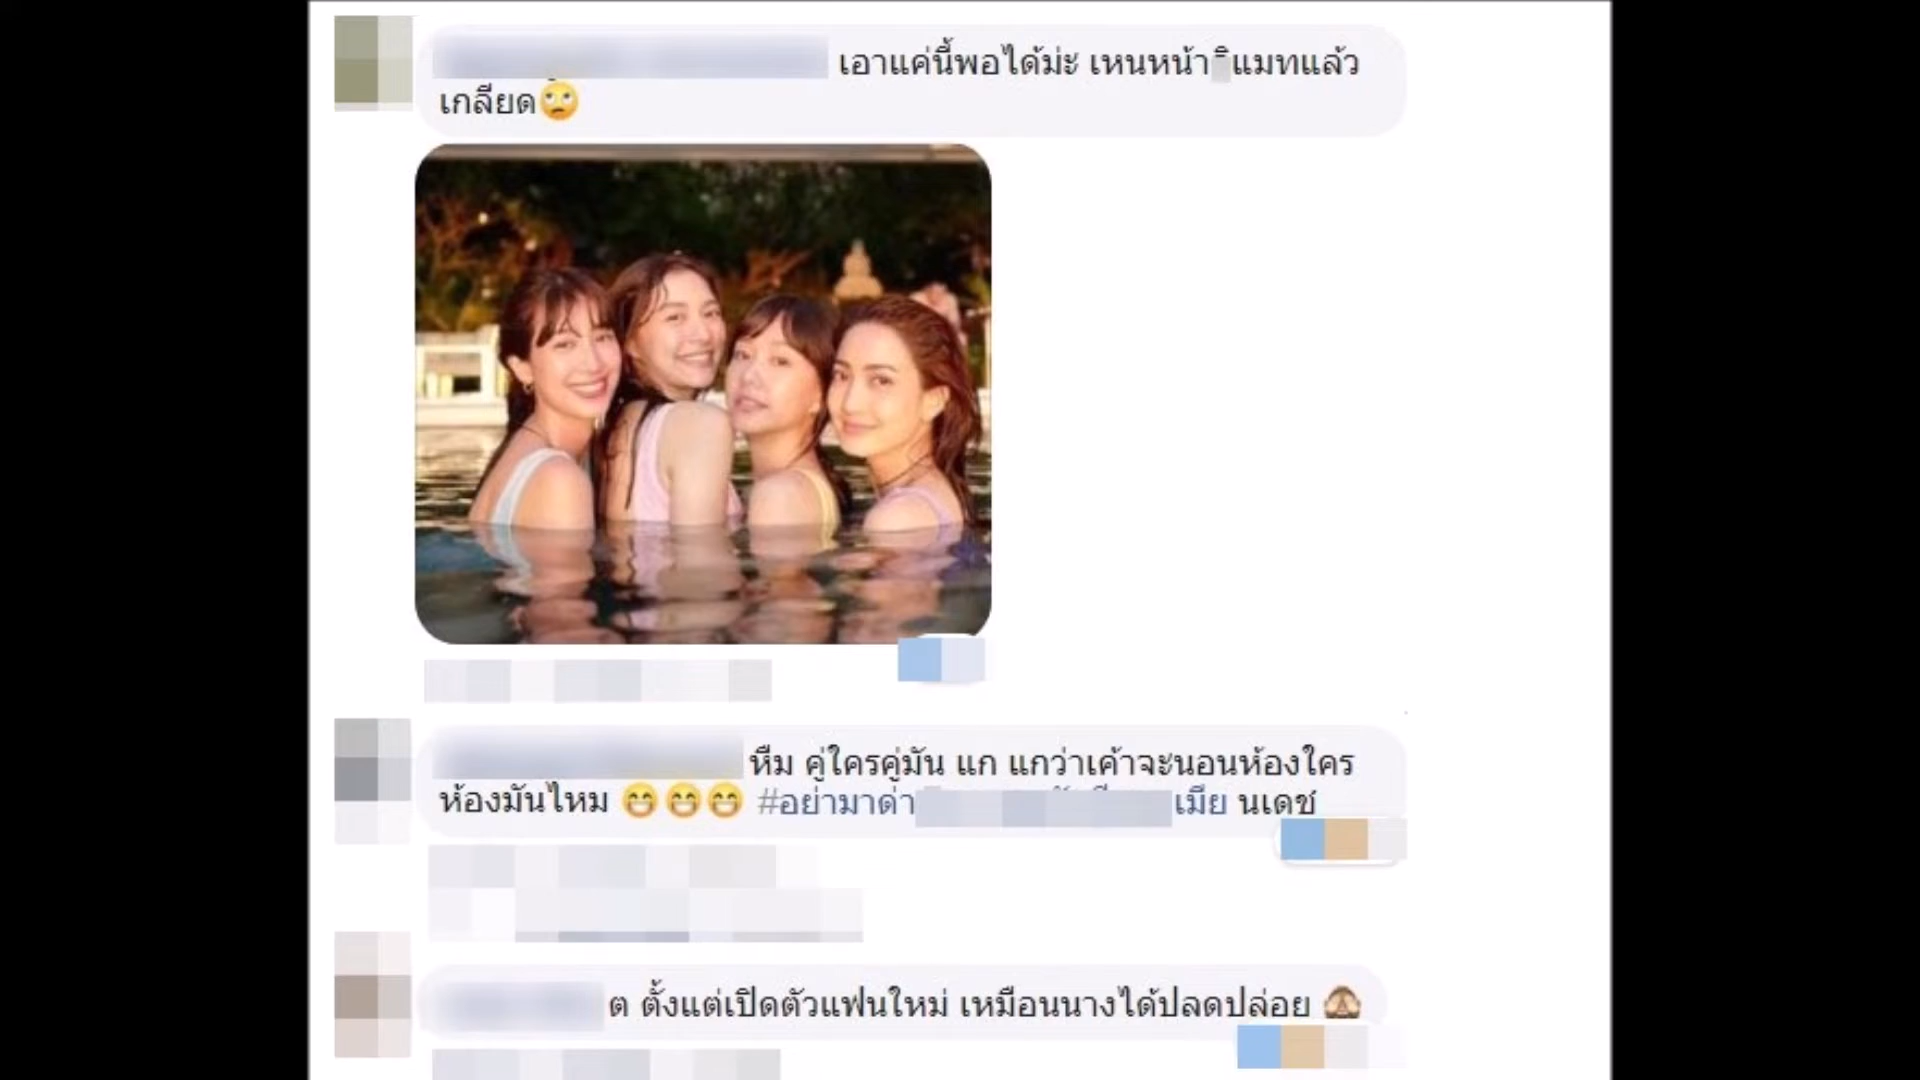 เอาแค่นี้พอได้ม่ะ เหนหน้า แมทแล้ว
เกลียด🙄
หืม คู่ใครคู่มัน แก แกว่าเค้าจะนอนห้องใคร
ห้องมันไหม 😁😁😁 #อย่ามาด่า เมีย นเดช
ต ตั้งแต่เปิดตัวแฟนใหม่ เหมือนนางได้ปลดปล่อย 🙈